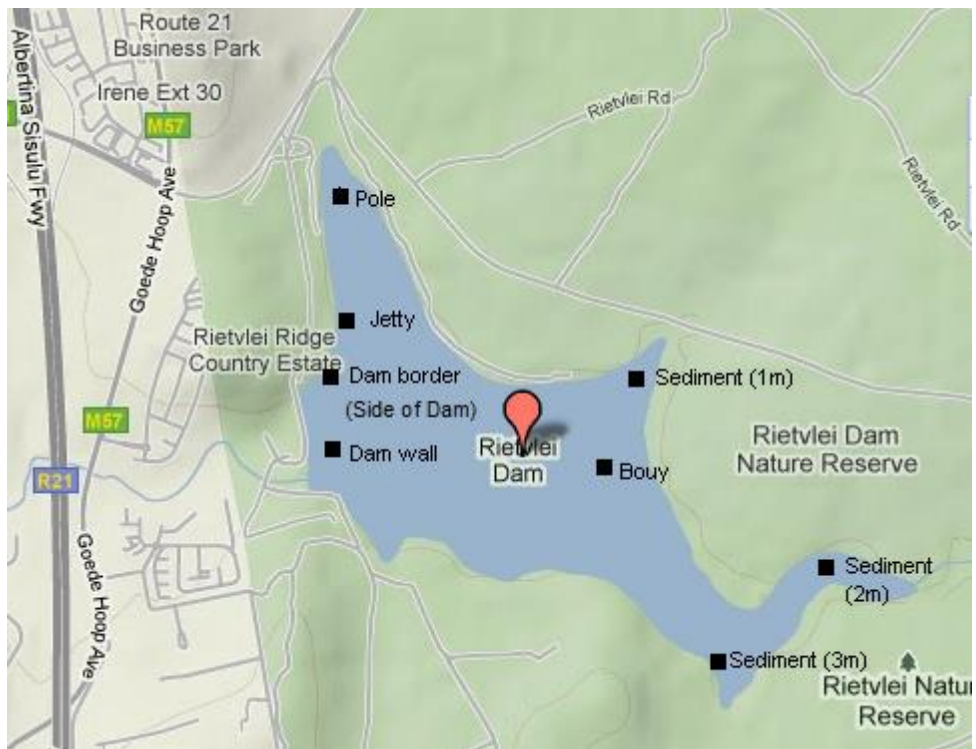 Route 21
Business Park
Albertina Sisulu Fwy
Irene Ext 30
M57
Rietvlei Rd
Rietvlei Rd
Goede Hoop Ave
Pole
Jetty
Rietvlei Ridge
Country Estate
Dam border
(Side of Dam)
Sediment (1m)
M57
Dam wall
Rietvlei
Dam
Bouy
Rietvlei Dam
Nature Reserve
R21
Goede Hoop Ave
Sediment
(2m)
Sediment (3m)
Rietvlei Natur
Reserve